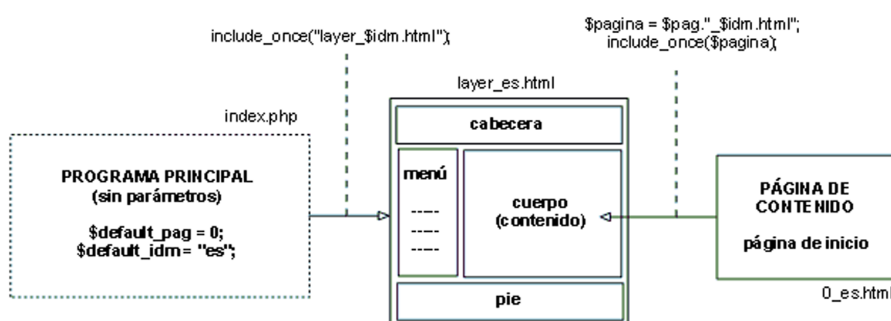 include_once("layer_$idm.html");
$pagina = $pag."_$idm.html";
include_once($pagina);
index.php
layer_es.html
cabecera
PROGRAMA PRINCIPAL
(sin parámetros)
$default_pag = 0;
$default_idm= "es";
menú
-----
-----
-----
-----
cuerpo
(contenido)
PÁGINA DE
CONTENIDO
página de inicio
pie
0_es.html